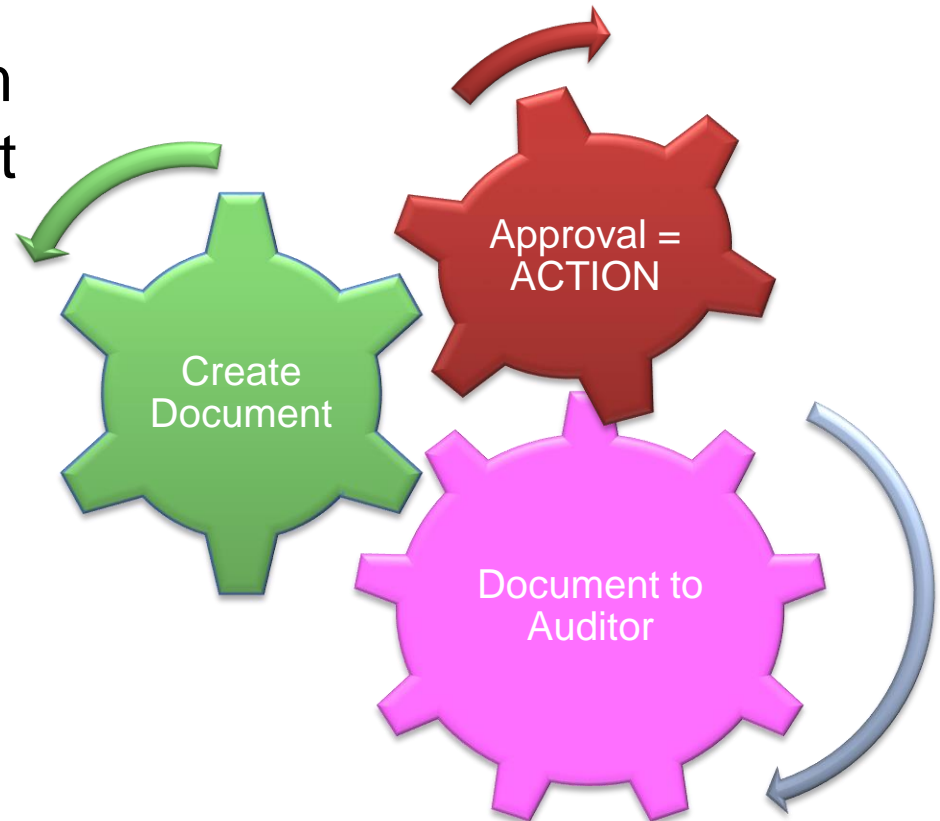 Approval =
ACTION
Create
Document
Document to
Auditor